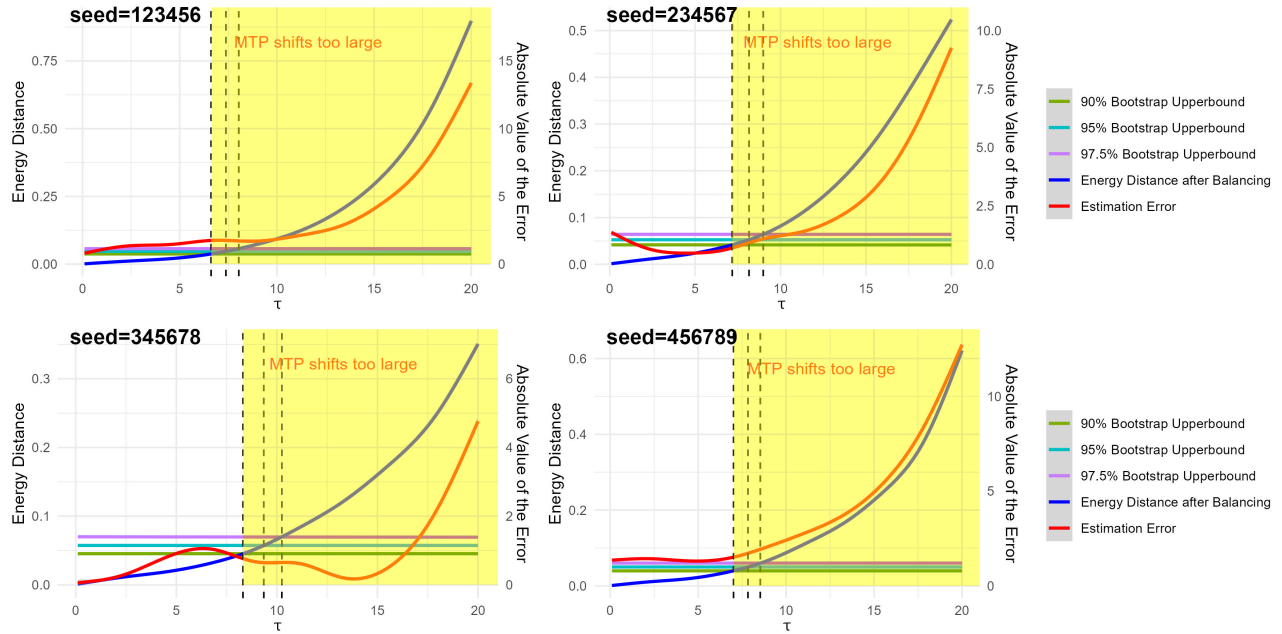 seed=123456
MTP shifts too large
Energy Distance
0.75
0.50
0.25
0.00
15
10
5
0
Absolute Value of the Error
0
5
10
15
20
τ
seed=234567
MTP shifts too large
Energy Distance
0.5
0.4
0.3
0.2
0.1
0.0
10.0
7.5
5.0
2.5
0.0
Absolute Value of the Error
0
5
10
15
20
τ
90% Bootstrap Upperbound
95% Bootstrap Upperbound
97.5% Bootstrap Upperbound
Energy Distance after Balancing
Estimation Error
seed=345678
MTP shifts too large
Energy Distance
0.3
0.2
0.1
0.0
6
4
2
0
Absolute Value of the Error
0
5
10
15
20
τ
seed=456789
MTP shifts too large
Energy Distance
0.6
0.4
0.2
0.0
10
5
0
Absolute Value of the Error
0
5
10
15
20
τ
90% Bootstrap Upperbound
95% Bootstrap Upperbound
97.5% Bootstrap Upperbound
Energy Distance after Balancing
Estimation Error